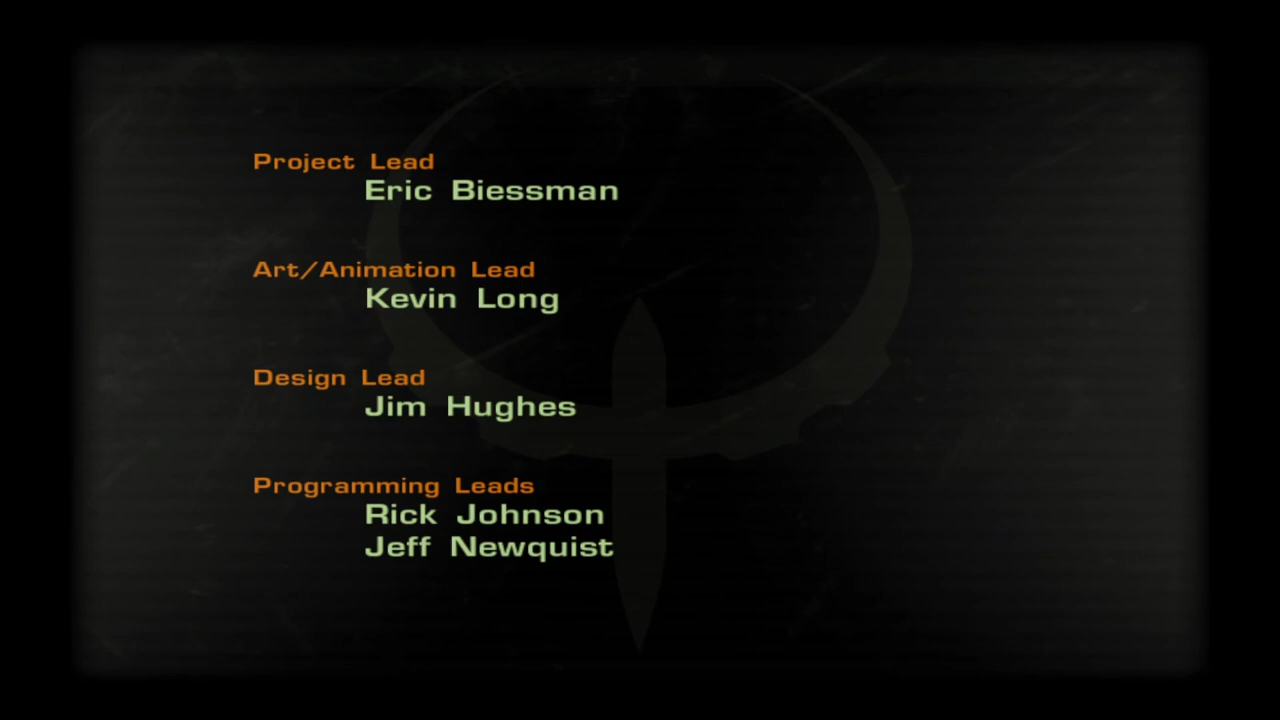 Project Lead
Eric Biessman
Art/Animation Lead
Kevin Long
Design Lead
Jim Hughes
Programming Leads
Rick Johnson
Jeff Newquist